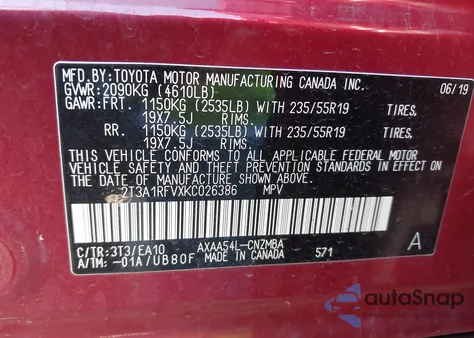 MFD.BY:TOYOTA MOTOR MANUFACTURING CANADA INC. 06/19
GVWR:2090KG (4610LB)
GAWR:FRT. 1150KG (2535LB) WITH 235/55R19 TIRES.
19X7.5J RIMS.
RR. 1150KG (2535LB) WITH 235/55R19 TIRES.
19X7.5J RIMS.
THIS VEHICLE CONFORMS TO ALL APPLICABLE FEDERAL MOTOR
VEHICLE SAFETY AND THEFT PREVENTION STANDARDS IN EFFECT ON
THE DATE OF MANUFACTURE SHOWN ABOVE.
2T3A1RFVXKC026386 MPV
C/TR:3T3/EA10 AXAA54L-CNZMBA
A/TM:-01A/UB80F MADE IN CANADA 571 A
autoSnap